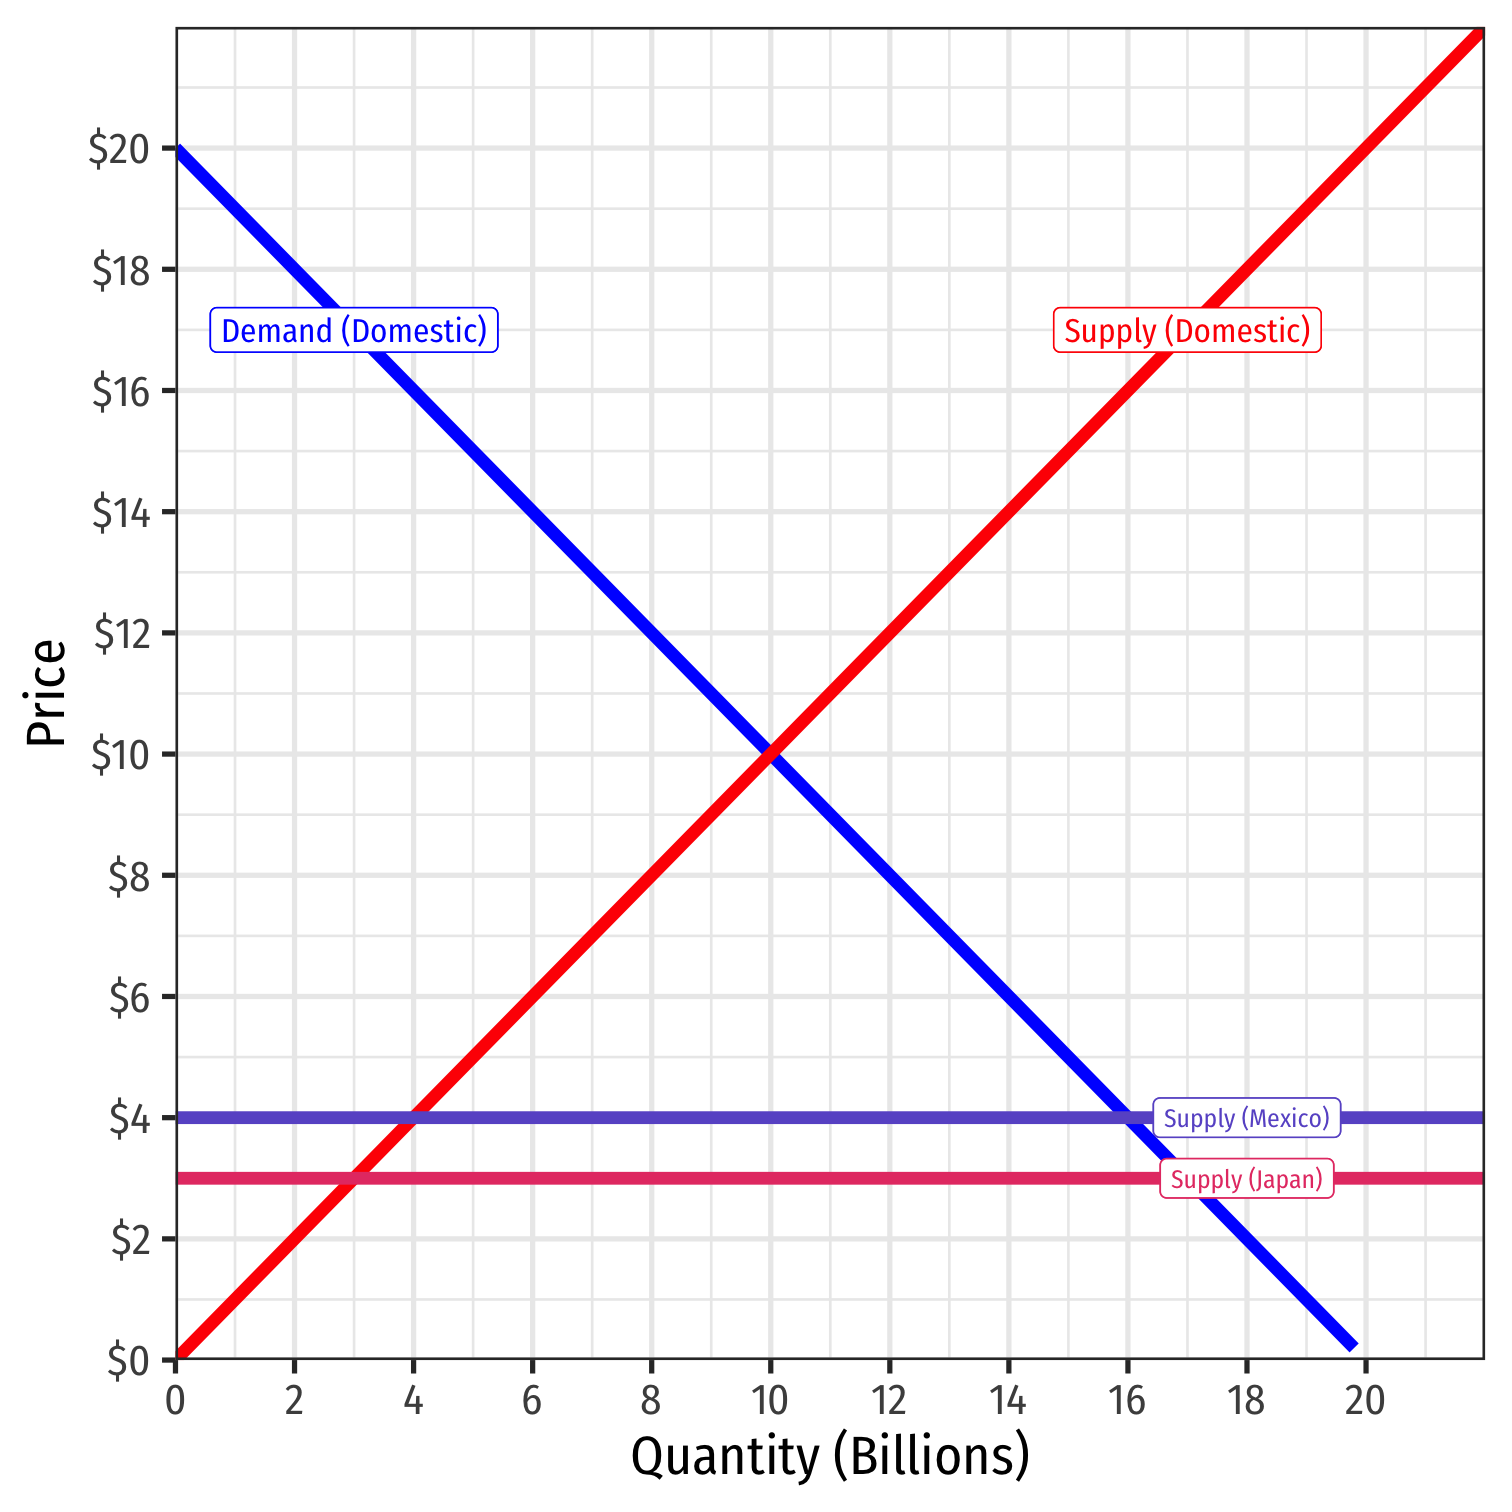 $20
$18
Demand (Domestic)
Supply (Domestic)
$16
$14
$12
Price
$10
$8
$6
$4
Supply (Mexico)
Supply (Japan)
$2
$0
0 2 4 6 8 10 12 14 16 18 20
Quantity (Billions)